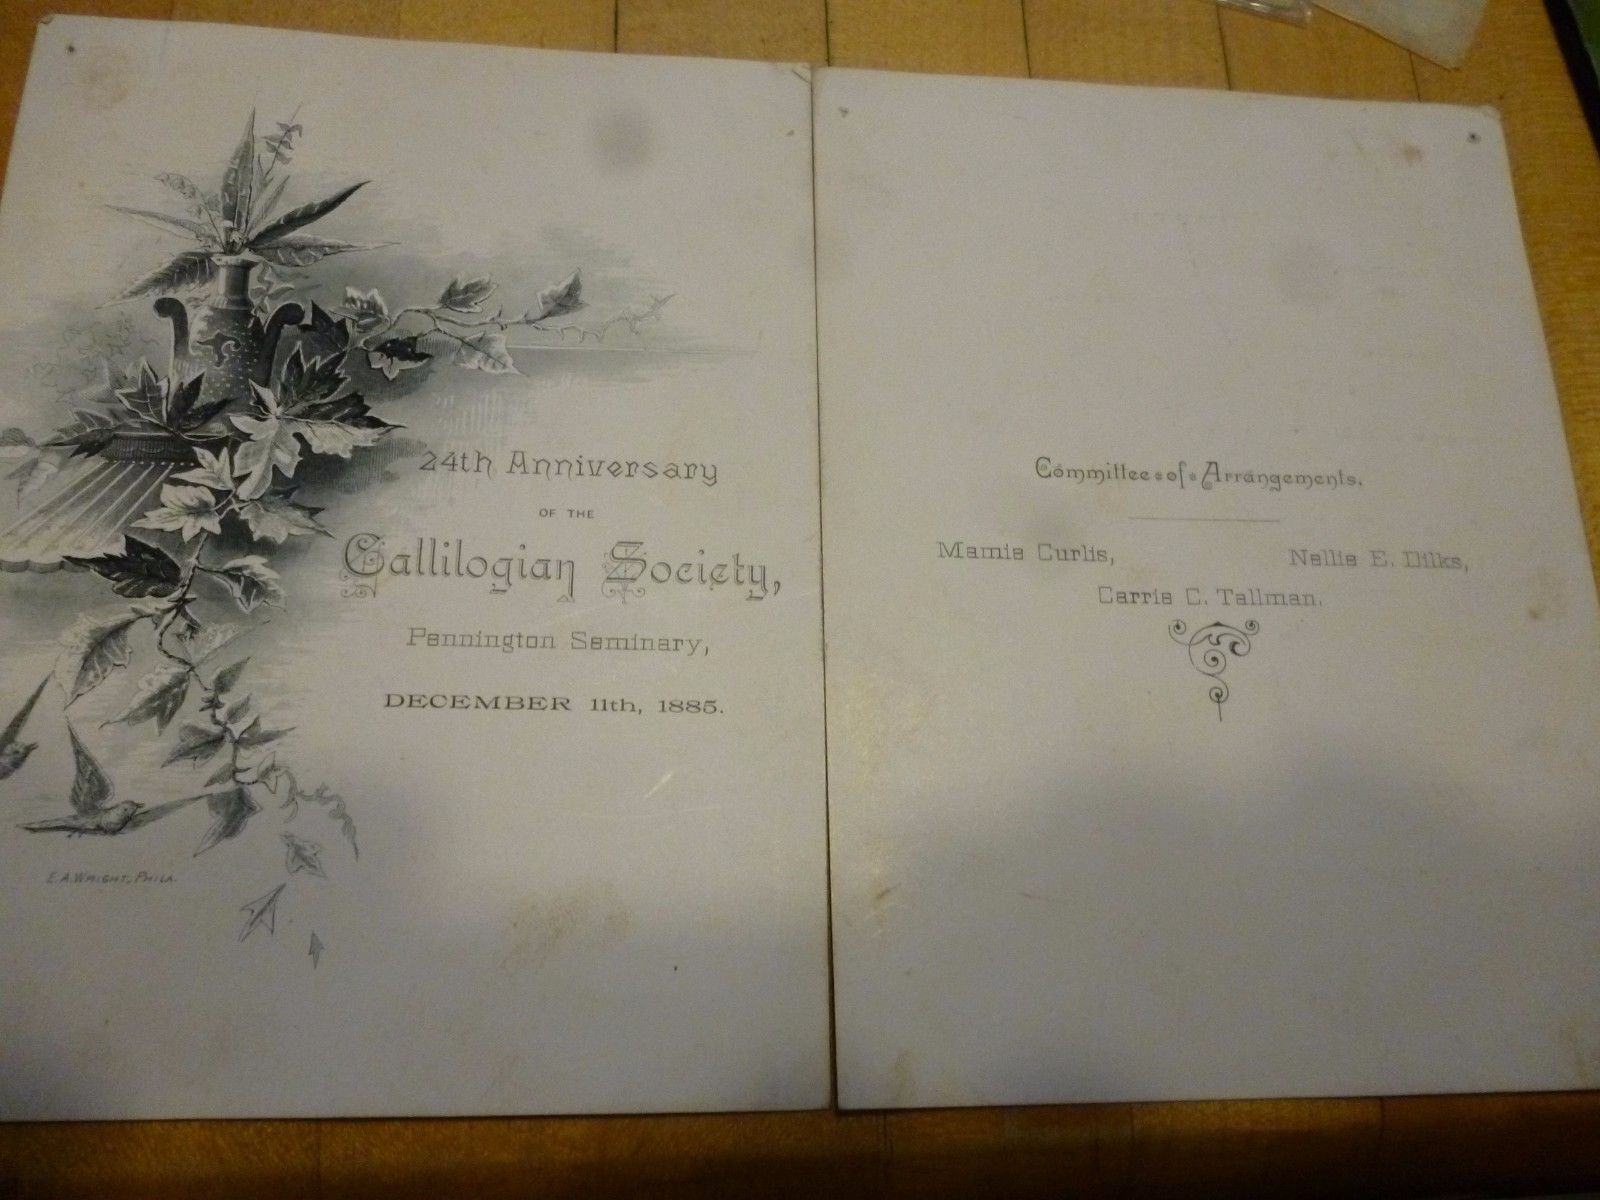 24th Anniversary
OF THE
Callilogian Society,
Pennington Seminary,
DECEMBER 11th, 1885.
E.A. WRIGHT, PHILA.
Committee of Arrangements.
Mamie Curlis, Nellie E. Dilks,
Carrie C. Tallman.